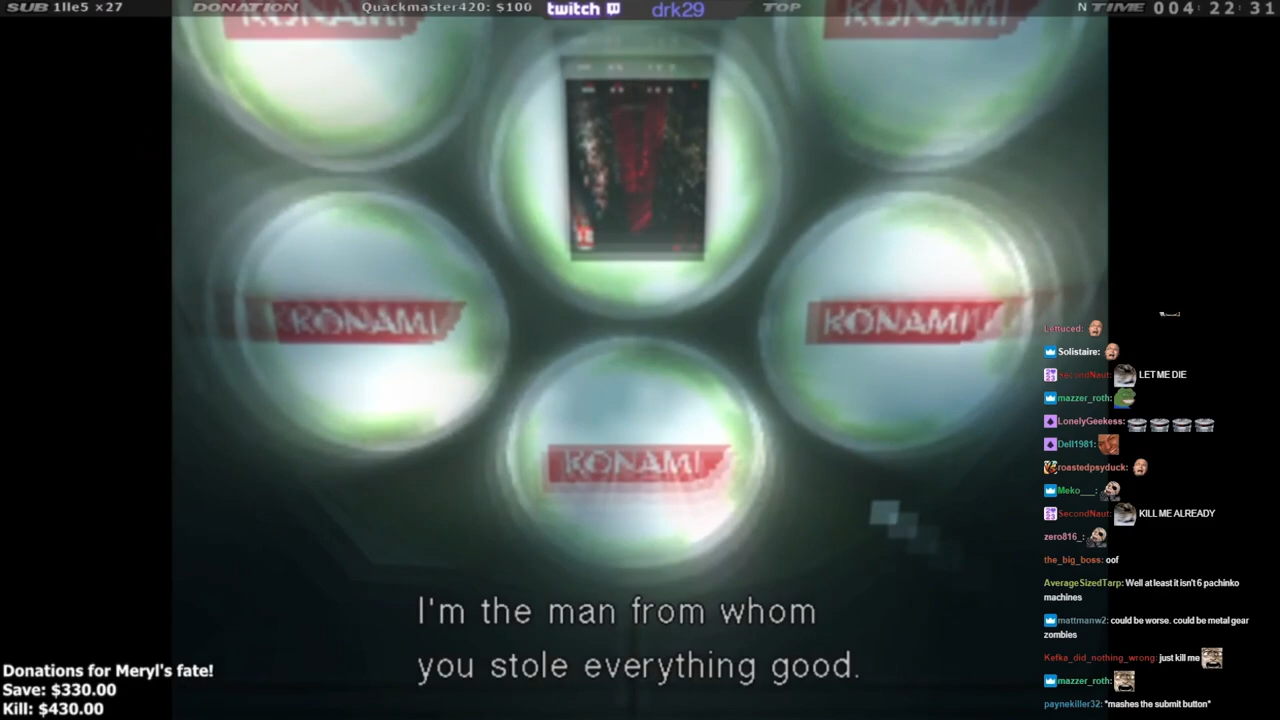 SUB 1lle5 ×27 DONATION Quackmaster420: $100 twitch drk29 TOP N TIME 004:22:31
KONAMI KONAMI
KONAMI KONAMI
KONAMI
I'm the man from whom
you stole everything good.
Donations for Meryl's fate!
Save: $330.00
Kill: $430.00
Lettuced:
Solistaire:
SecondNaut: LET ME DIE
mazzer_roth:
LonelyGeekess:
Dell1981:
roastedpsyduck:
Meko___:
SecondNaut: KILL ME ALREADY
zero816_:
the_big_boss: oof
AverageSizedTarp: Well at least it isn't 6 pachinko
machines
mattmanw2: could be worse. could be metal gear
zombies
Kefka_did_nothing_wrong: just kill me
mazzer_roth:
paynekiller32: *mashes the submit button*